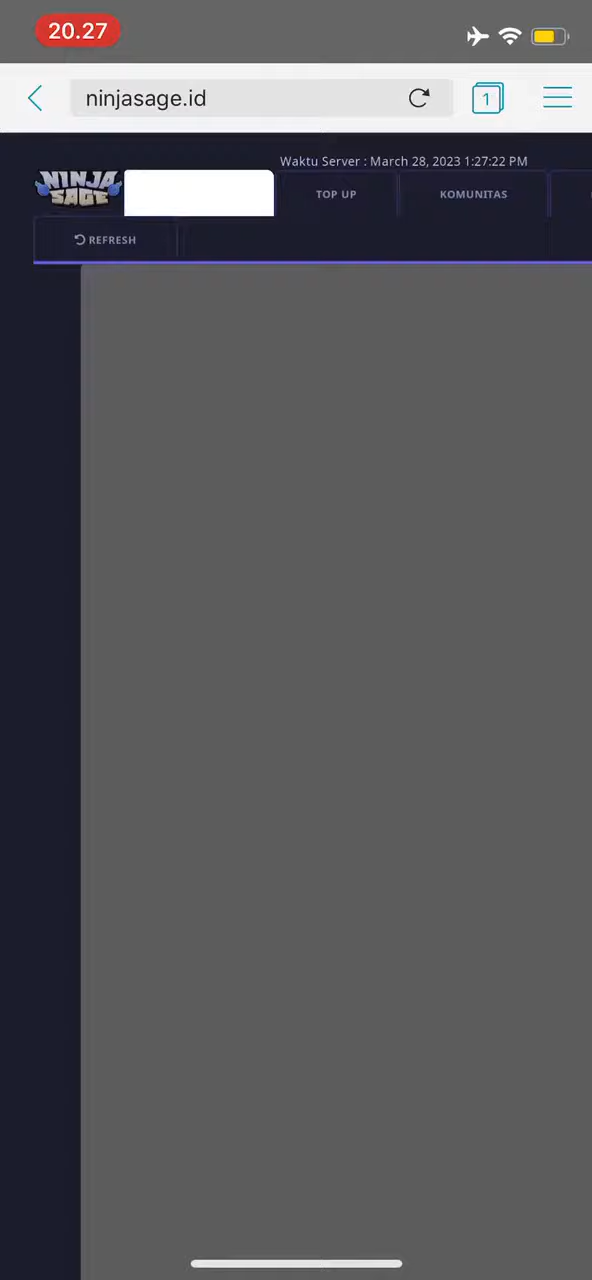 20.27
ninjasage.id
1
Waktu Server : March 28, 2023 1:27:22 PM
NINJA
SAGE
TOP UP
KOMUNITAS
REFRESH